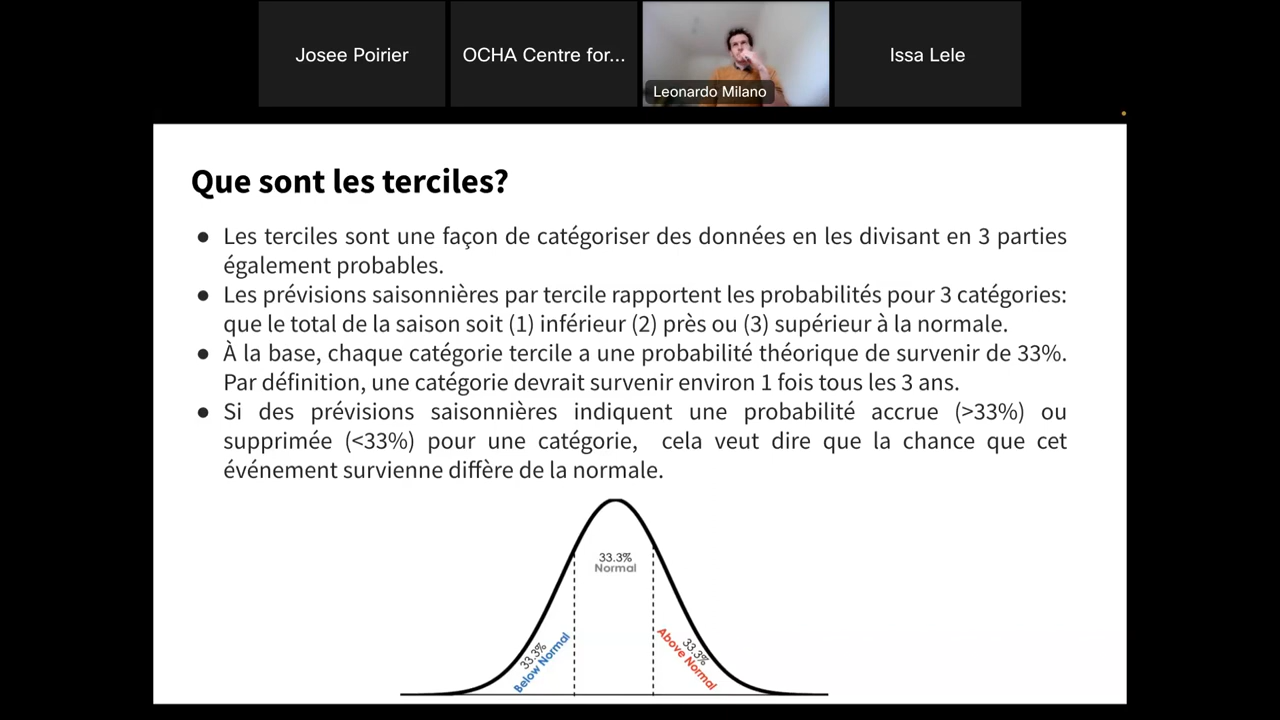 Josee Poirier
OCHA Centre for...
Leonardo Milano
Issa Lele
Que sont les terciles?
● Les terciles sont une façon de catégoriser des données en les divisant en 3 parties
également probables.
● Les prévisions saisonnières par tercile rapportent les probabilités pour 3 catégories:
que le total de la saison soit (1) inférieur (2) près ou (3) supérieur à la normale.
● À la base, chaque catégorie tercile a une probabilité théorique de survenir de 33%.
Par définition, une catégorie devrait survenir environ 1 fois tous les 3 ans.
● Si des prévisions saisonnières indiquent une probabilité accrue (>33%) ou
supprimée (<33%) pour une catégorie, cela veut dire que la chance que cet
événement survienne diffère de la normale.
33.3%
Normal
33.3%
Below Normal
33.3%
Above Normal